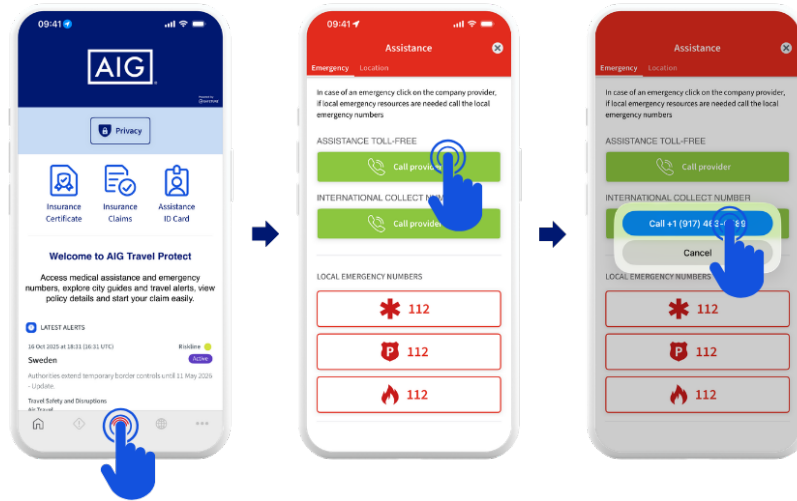 09:41
AIG
Privacy
Insurance
Certificate
Insurance
Claims
Assistance
ID Card
Welcome to AIG Travel Protect
Access medical assistance and emergency
numbers, explore city guides and travel alerts, view
policy details and start your claim easily.
LATEST ALERTS
16 Oct 2025 at 18:31 (16:31 UTC)
Riskline
Sweden
Active
Authorities extend temporary border controls until 11 May 2026
- Update
Travel Safety and Disruptions
Air Travel
09:41
Assistance
Emergency Location
In case of an emergency click on the company provider,
if local emergency resources are needed call the local
emergency numbers
ASSISTANCE TOLL-FREE
Call provider
INTERNATIONAL COLLECT
Call provider
LOCAL EMERGENCY NUMBERS
112
P
112
112
09:41
Assistance
Emergency Location
In case of an emergency click on the company provider,
if local emergency resources are needed call the local
emergency numbers
ASSISTANCE TOLL-FREE
Call provider
INTERNATIONAL COLLECT NUMBER
Call +1 (917)
Cancel
LOCAL EMERGENCY NUMBERS
112
P
112
112